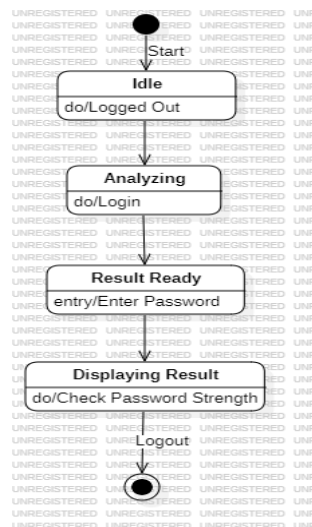 Start
Idle
do/Logged Out
Analyzing
do/Login
Result Ready
entry/Enter Password
Displaying Result
do/Check Password Strength
Logout
UNREGISTERED